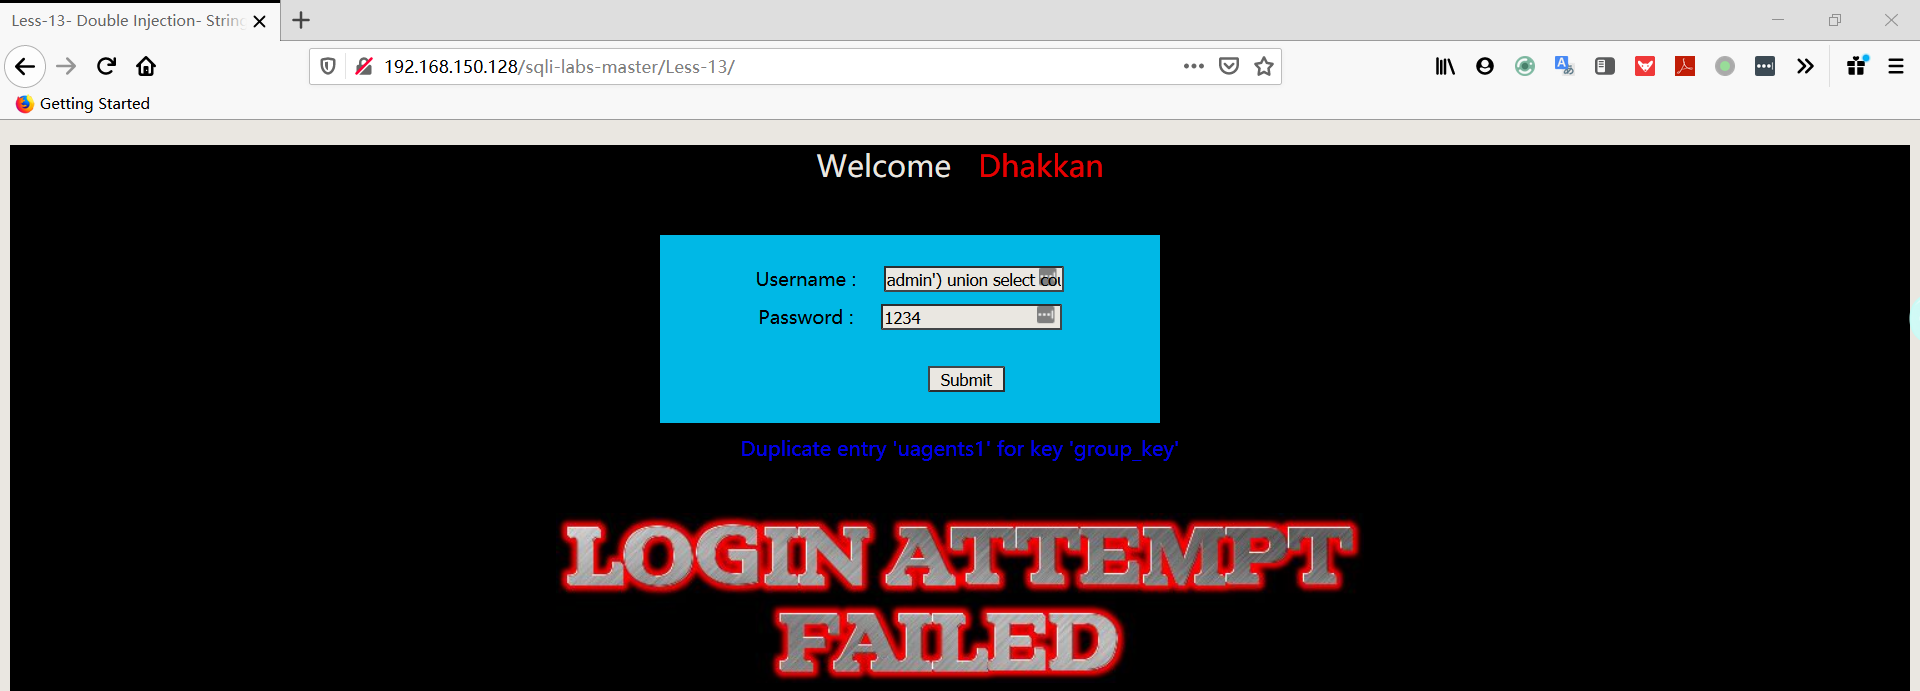 Less-13- Double Injection- String
192.168.150.128/sqli-labs-master/Less-13/
Getting Started
Welcome Dhakkan
Username : admin') union select cou
Password : 1234
Submit
Duplicate entry 'uagents1' for key 'group_key'
LOGIN ATTEMPT
FAILED